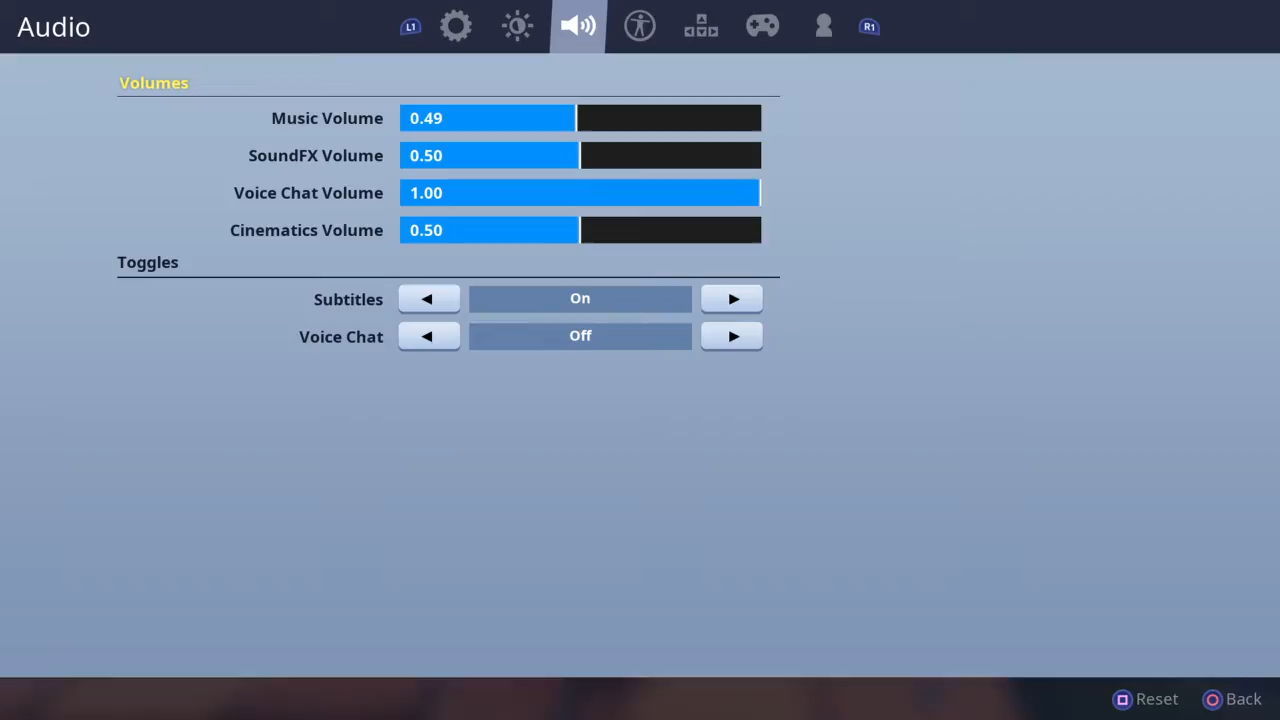 Audio
L1
R1
Volumes
Music Volume 0.49
SoundFX Volume 0.50
Voice Chat Volume 1.00
Cinematics Volume 0.50
Toggles
Subtitles On
Voice Chat Off
Reset Back